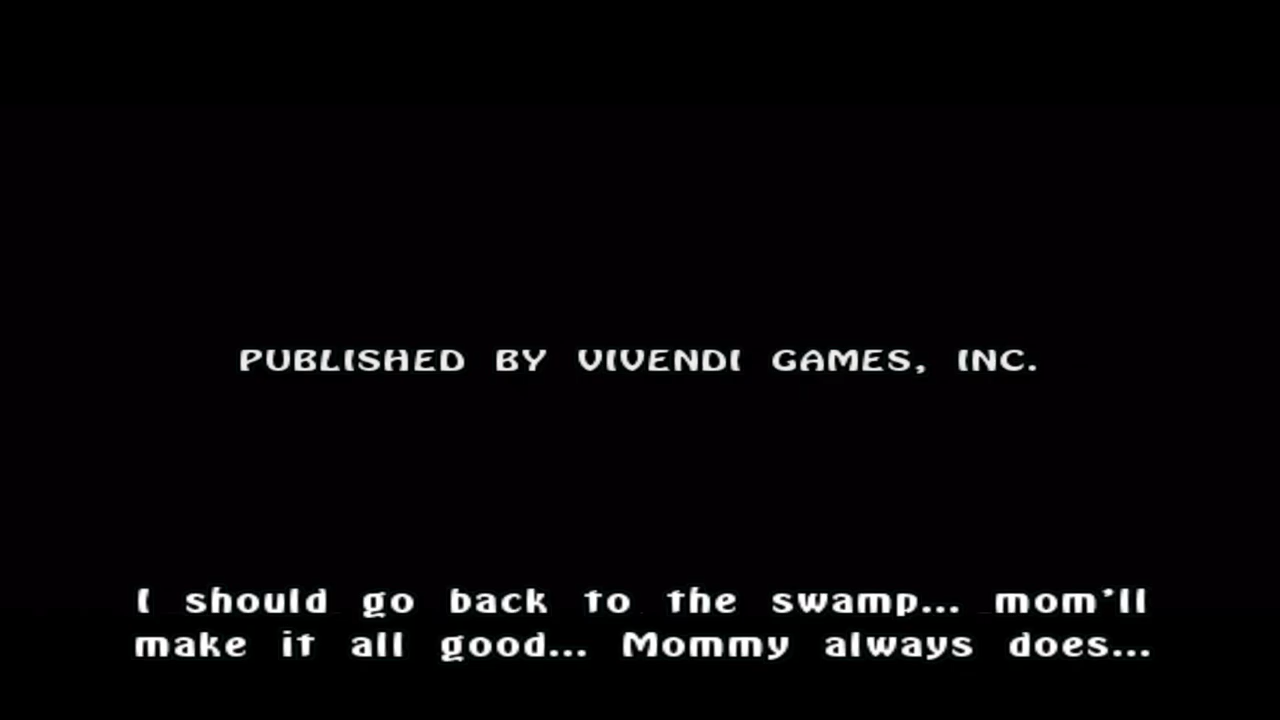 PUBLISHED BY VIVENDI GAMES, INC.
I should go back to the swamp... mom'll
make it all good... Mommy always does...